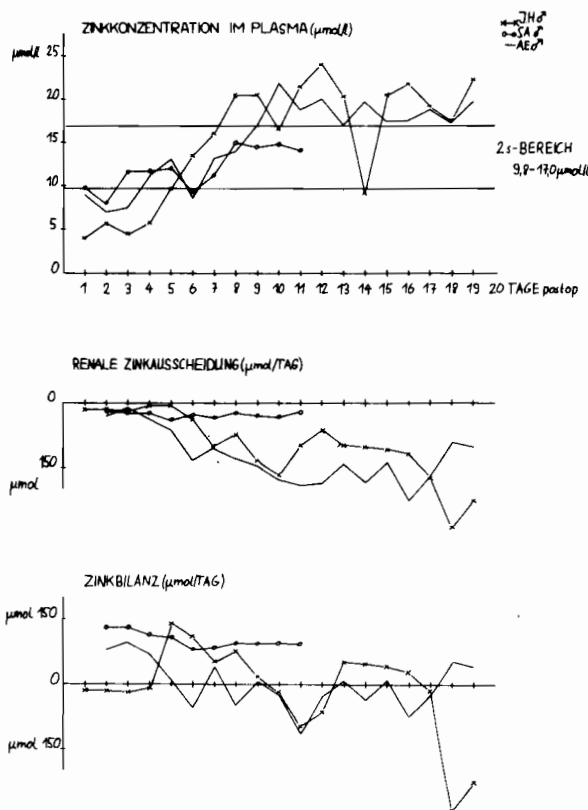 ZINKKONZENTRATION IM PLASMA (µmol/l)
J.H.♂
SA ♂
AE♂
µmol/l
25
20
15
10
5
0
2s-BEREICH
9,8-17,0 µmol/l
1 2 3 4 5 6 7 8 9 10 11 12 13 14 15 16 17 18 19 20 TAGE postop
RENALE ZINKAUSSCHEIDUNG (µmol/TAG)
0
150
µmol
ZINKBILANZ (µmol/TAG)
µmol 150
0
µmol 150